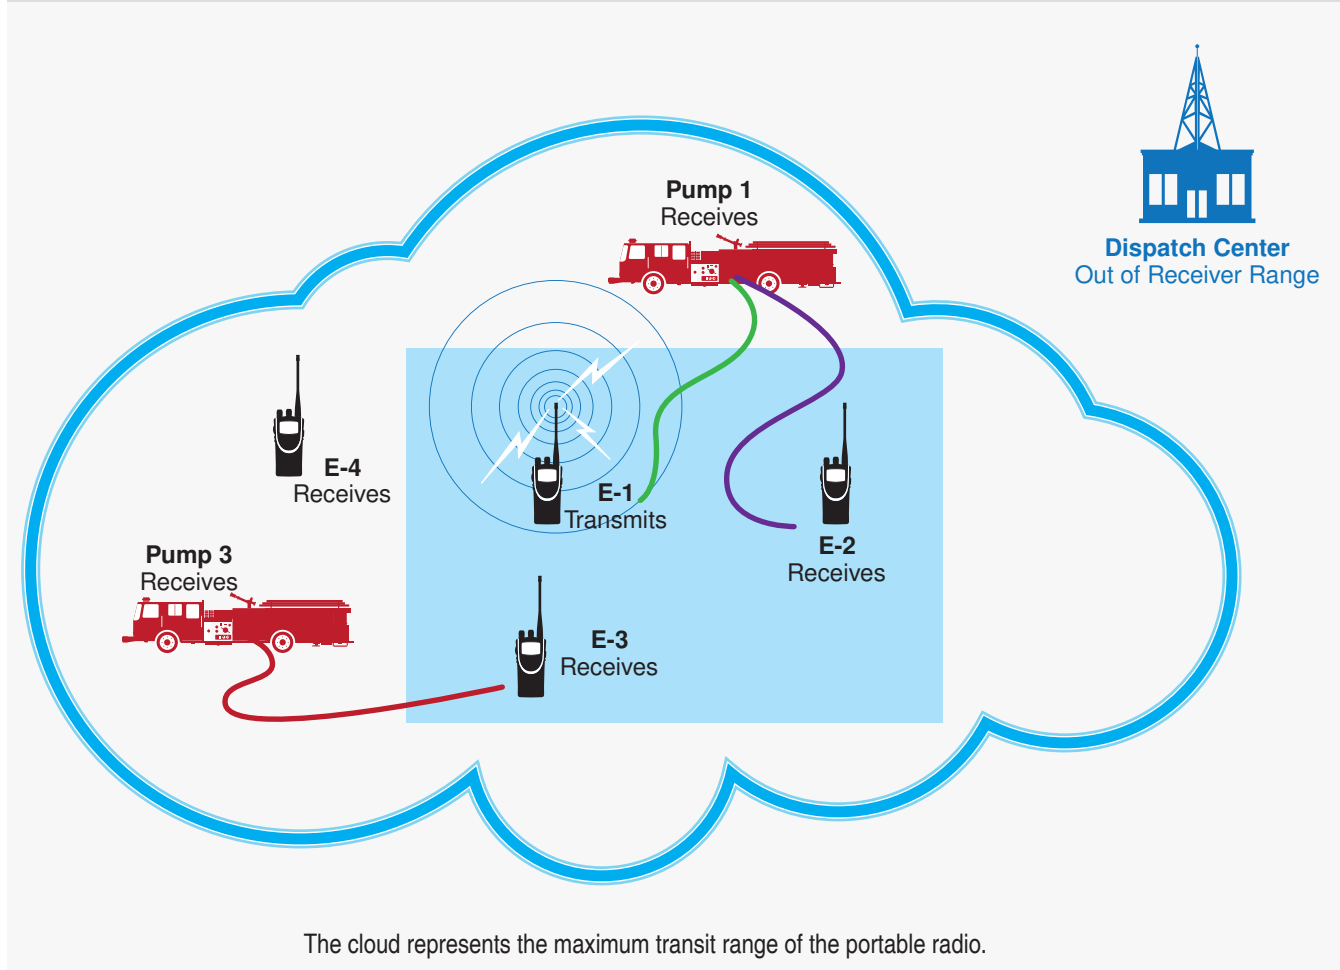 Pump 1
Receives
Dispatch Center
Out of Receiver Range
E-4
Receives
E-1
Transmits
E-2
Receives
Pump 3
Receives
E-3
Receives
The cloud represents the maximum transit range of the portable radio.